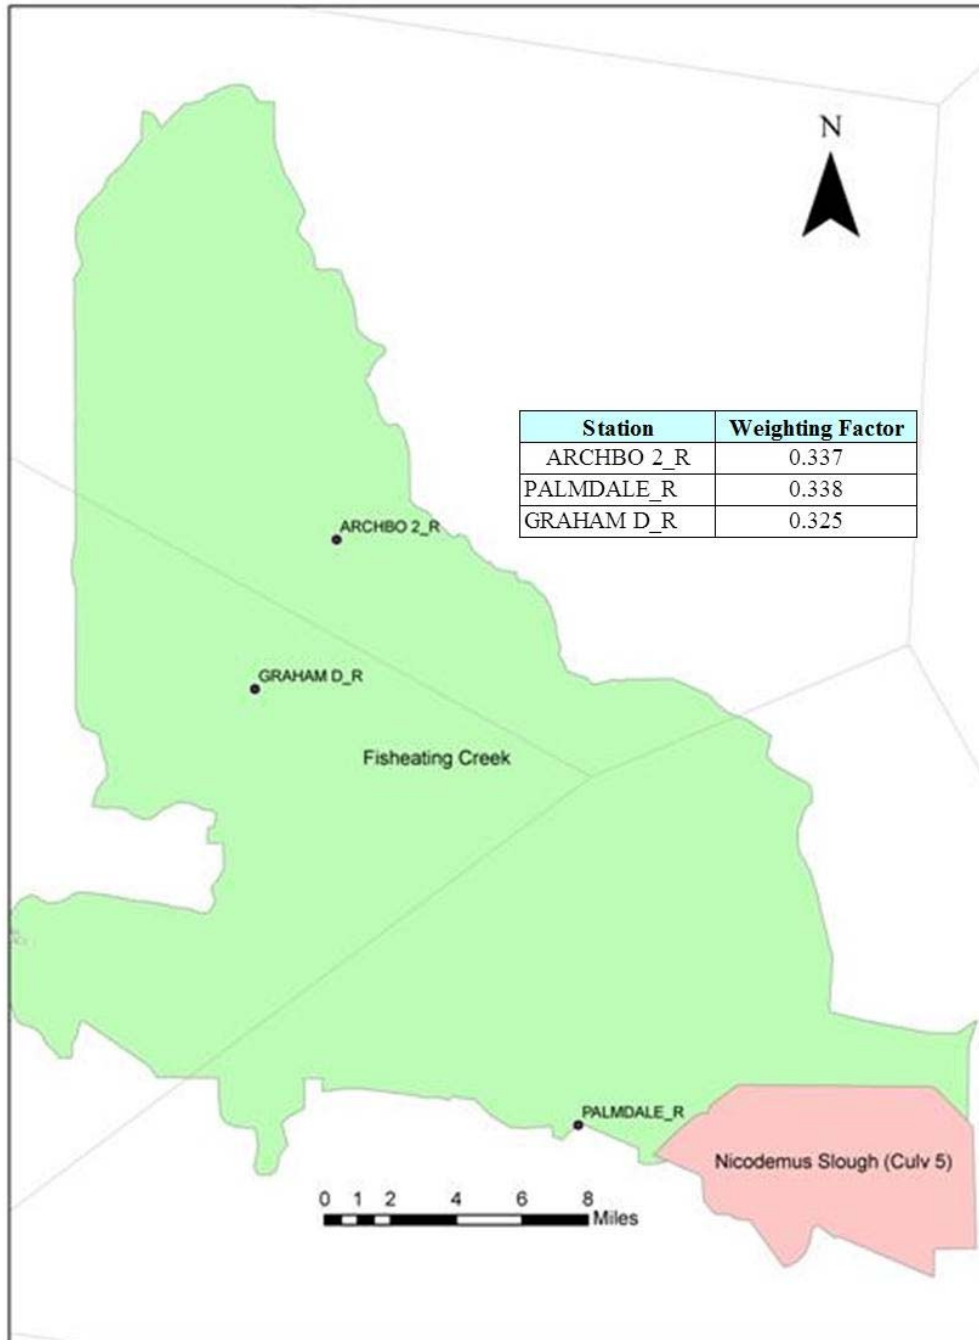 N
Station Weighting Factor
ARCHBO 2_R 0.337
PALMDALE_R 0.338
GRAHAM D_R 0.325
ARCHBO 2_R
GRAHAM D_R
Fisheating Creek
PALMDALE_R
Nicodemus Slough (Culv 5)
0 1 2 4 6 8
Miles